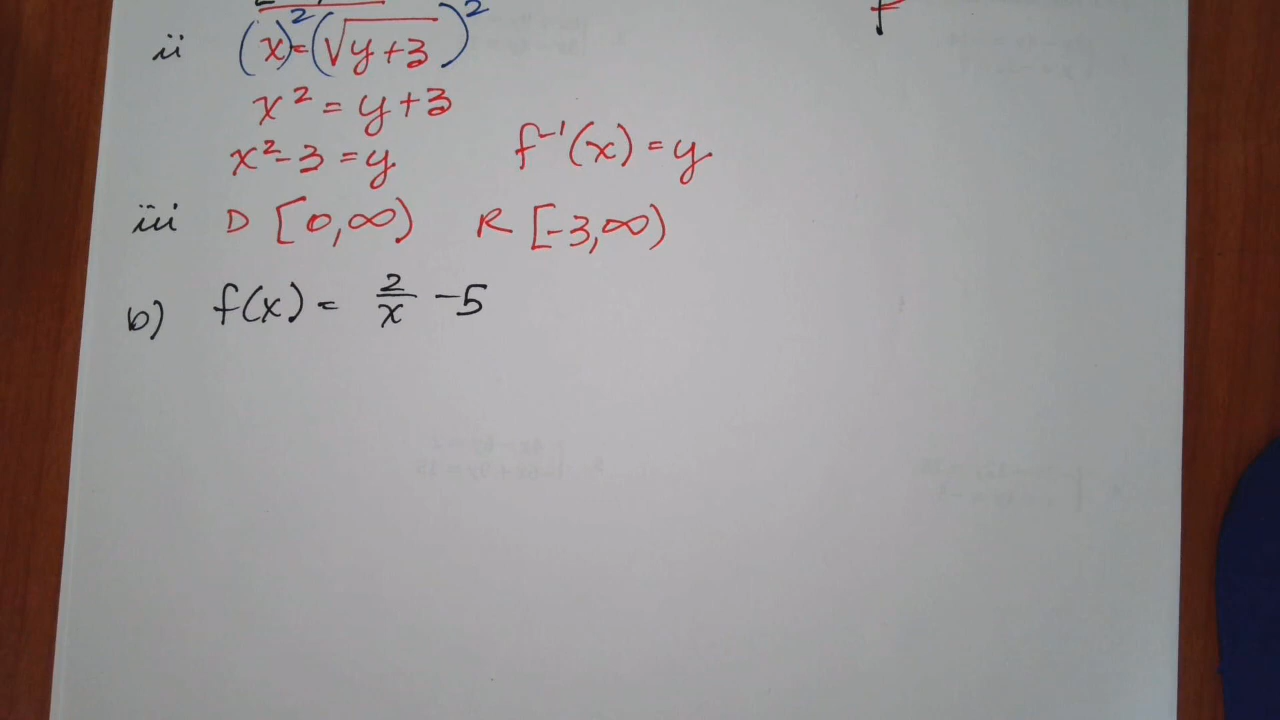 ii (x)²=(√y+3)²
x² = y+3
x²-3 = y f⁻¹(x) = y
iii D [0,∞) R [-3,∞)
b) f(x) = 2/x -5